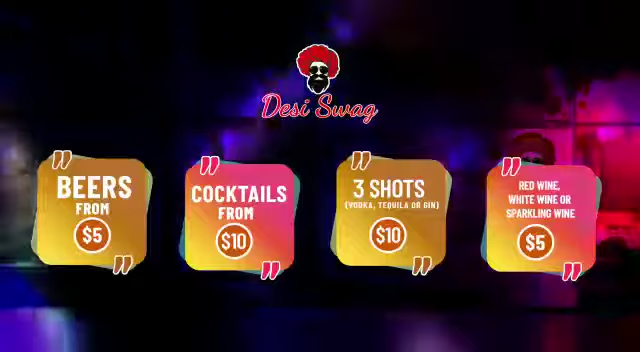 Desi Swag
BEERS
FROM
$5
COCKTAILS
FROM
$10
3 SHOTS
(VODKA, TEQUILA OR GIN)
$10
RED WINE,
WHITE WINE OR
SPARKLING WINE
$5